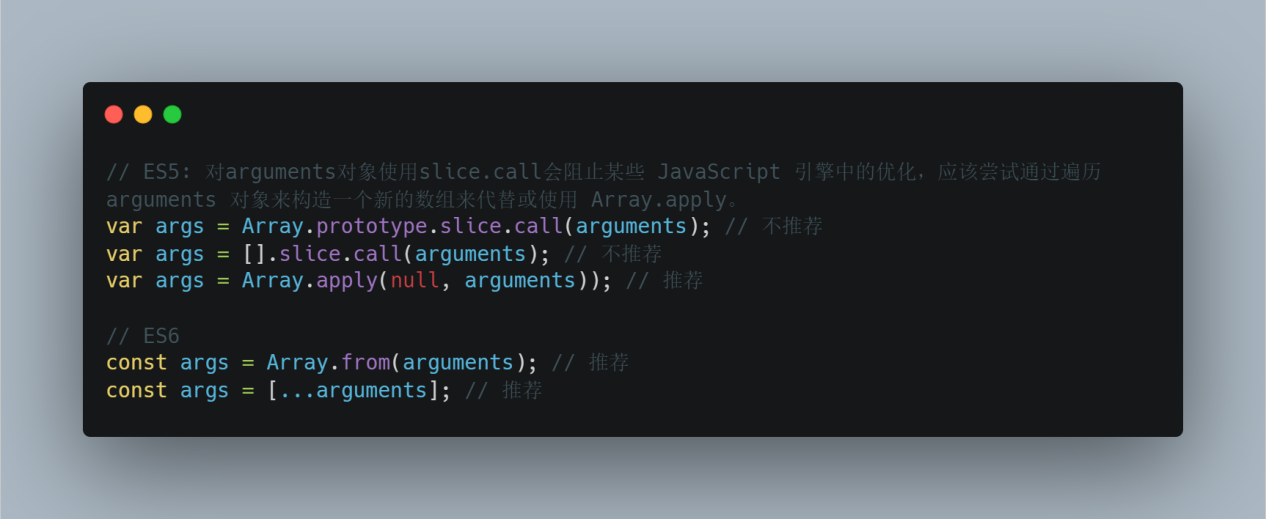 // ES5: 对arguments对象使用slice.call会阻止某些 JavaScript 引擎中的优化，应该尝试通过遍历
arguments 对象来构造一个新的数组来代替或使用 Array.apply。
var args = Array.prototype.slice.call(arguments); // 不推荐
var args = [].slice.call(arguments); // 不推荐
var args = Array.apply(null, arguments)); // 推荐
// ES6
const args = Array.from(arguments); // 推荐
const args = [...arguments]; // 推荐